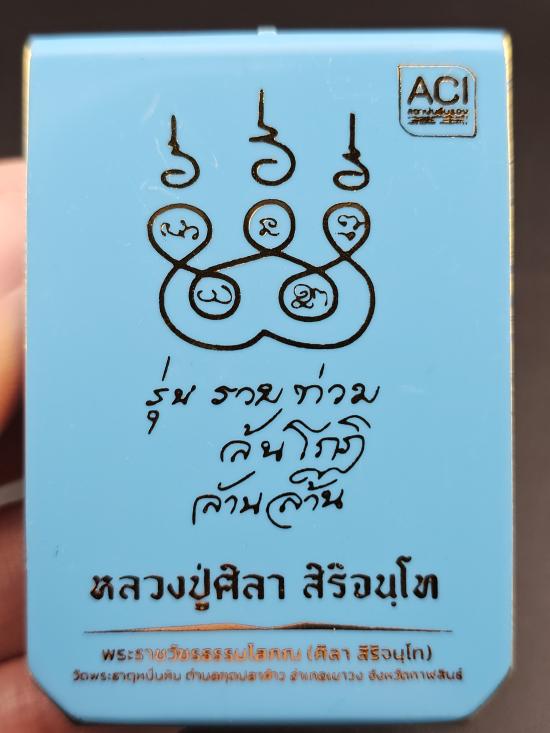 ACI
รุ่น รวย ท่วม
ล้นโกฏิ
ล้านล้าน
หลวงปู่ศิลา สิริจนฺโท
พระราชวัชรธรรมโสภณ (ศิลา สิริจนฺโท)
วัดพระธาตุหมื่นหิน ตำบลกุดปลาค้าว อำเภอเขาวง จังหวัดกาฬสินธุ์